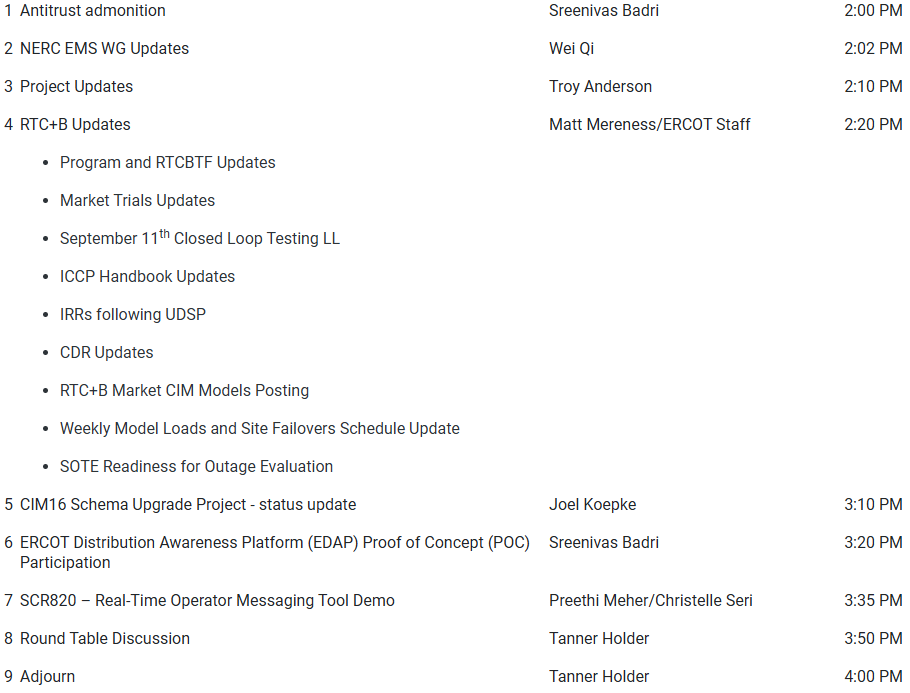 1 Antitrust admonition Sreenivas Badri 2:00 PM
2 NERC EMS WG Updates Wei Qi 2:02 PM
3 Project Updates Troy Anderson 2:10 PM
4 RTC+B Updates Matt Mereness/ERCOT Staff 2:20 PM
• Program and RTCBTF Updates
• Market Trials Updates
• September 11th Closed Loop Testing LL
• ICCP Handbook Updates
• IRRs following UDSP
• CDR Updates
• RTC+B Market CIM Models Posting
• Weekly Model Loads and Site Failovers Schedule Update
• SOTE Readiness for Outage Evaluation
5 CIM16 Schema Upgrade Project - status update Joel Koepke 3:10 PM
6 ERCOT Distribution Awareness Platform (EDAP) Proof of Concept (POC) Sreenivas Badri 3:20 PM
Participation
7 SCR820 – Real-Time Operator Messaging Tool Demo Preethi Meher/Christelle Seri 3:35 PM
8 Round Table Discussion Tanner Holder 3:50 PM
9 Adjourn Tanner Holder 4:00 PM